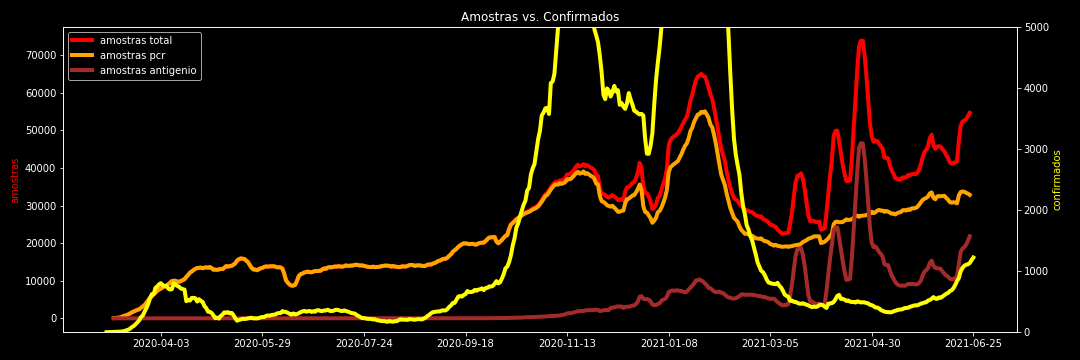 Amostras vs. Confirmados
amostras total
amostras pcr
amostras antigenio
70000
60000
50000
40000
30000
20000
10000
0
amostras
5000
4000
3000
2000
1000
0
confirmados
2020-04-03 2020-05-29 2020-07-24 2020-09-18 2020-11-13 2021-01-08 2021-03-05 2021-04-30 2021-06-25